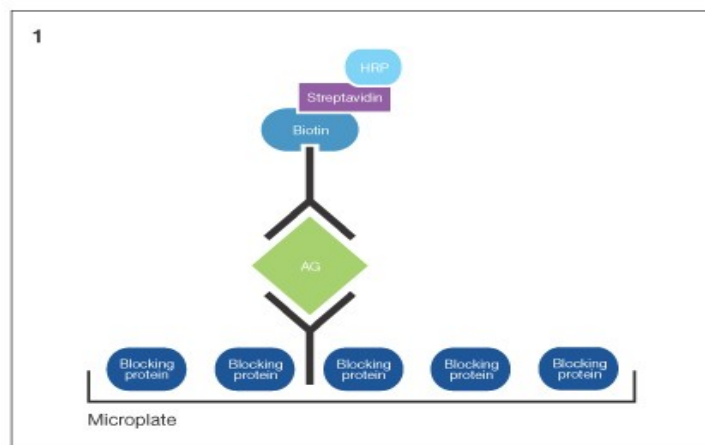 1
HRP
Streptavidin
Biotin
AG
Blocking protein
Blocking protein
Blocking protein
Blocking protein
Blocking protein
Microplate